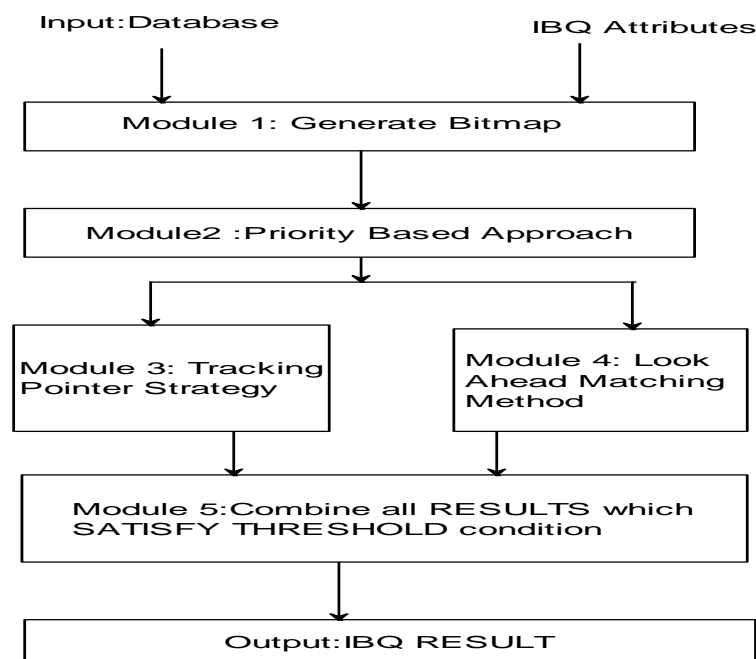 Input:Database
IBQ Attributes
Module 1: Generate Bitmap
Module2 :Priority Based Approach
Module 3: Tracking
Pointer Strategy
Module 4: Look
Ahead Matching
Method
Module 5:Combine all RESULTS which
SATISFY THRESHOLD condition
Output:IBQ RESULT